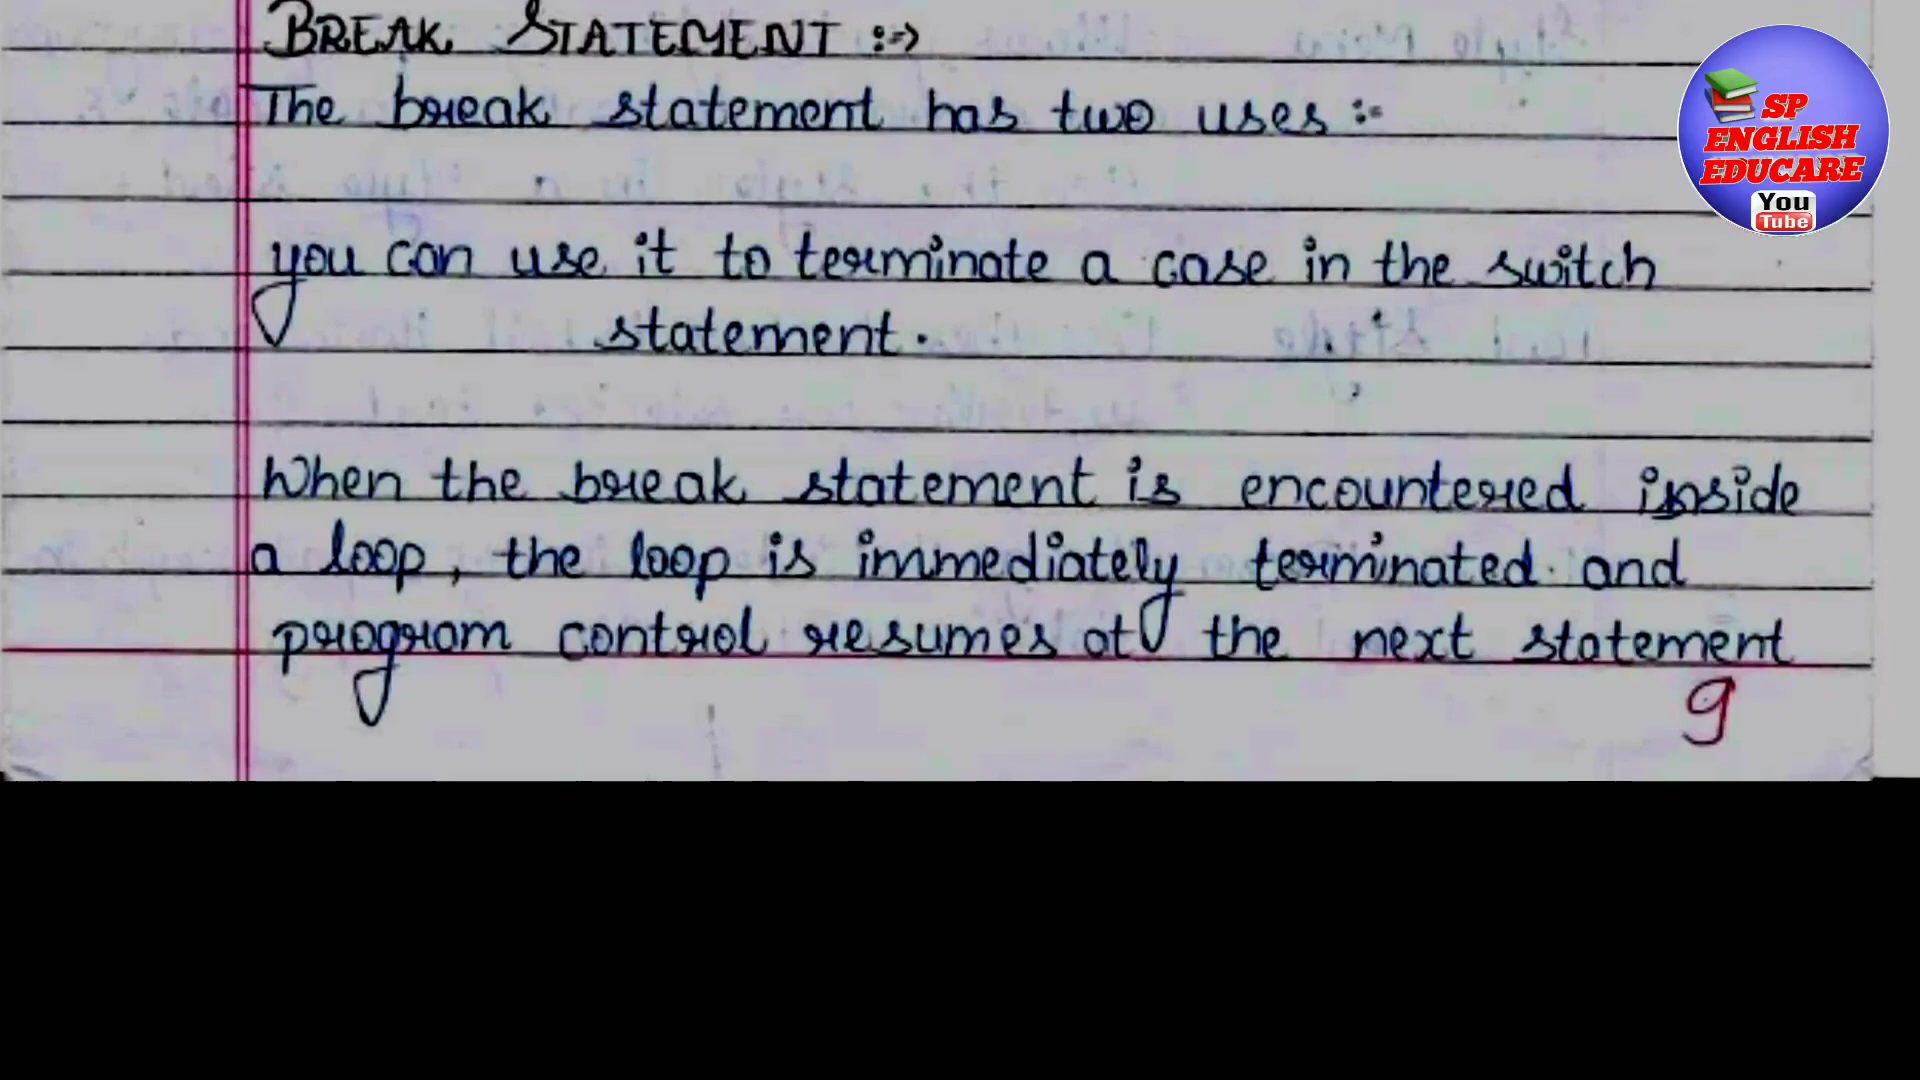 BREAK STATEMENT :->
The break statement has two uses :-
you can use it to terminate a case in the switch
statement.
When the break statement is encountered inside
a loop, the loop is immediately terminated and
program control resumes at the next statement
9
SP
ENGLISH
EDUCARE
You
Tube